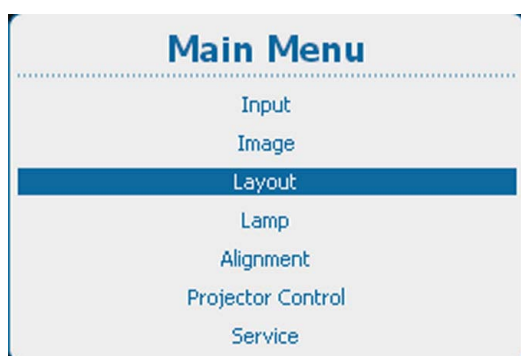 Main Menu
Input
Image
Layout
Lamp
Alignment
Projector Control
Service